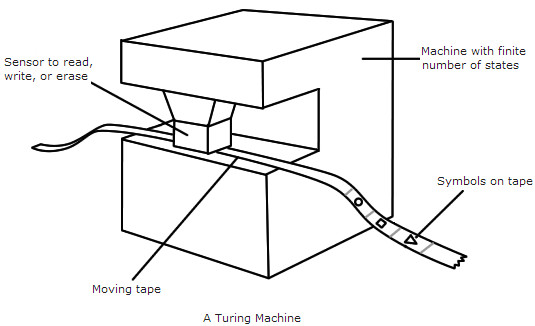 Sensor to read,
write, or erase
Machine with finite
number of states
Symbols on tape
Moving tape
A Turing Machine